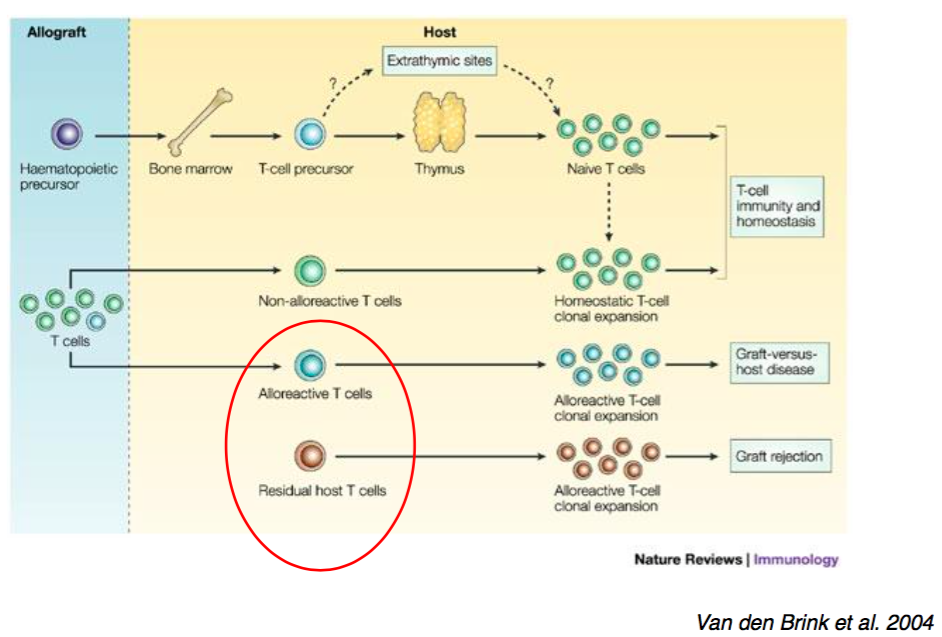 Allograft
Host
Extrathymic sites
?
?
Haematopoietic
precursor
Bone marrow
T-cell precursor
Thymus
Naive T cells
T-cell
immunity and
homeostasis
Non-alloreactive T cells
Homeostatic T-cell
clonal expansion
T cells
Alloreactive T cells
Alloreactive T-cell
clonal expansion
Graft-versus-
host disease
Residual host T cells
Alloreactive T-cell
clonal expansion
Graft rejection
Nature Reviews | Immunology
Van den Brink et al. 2004